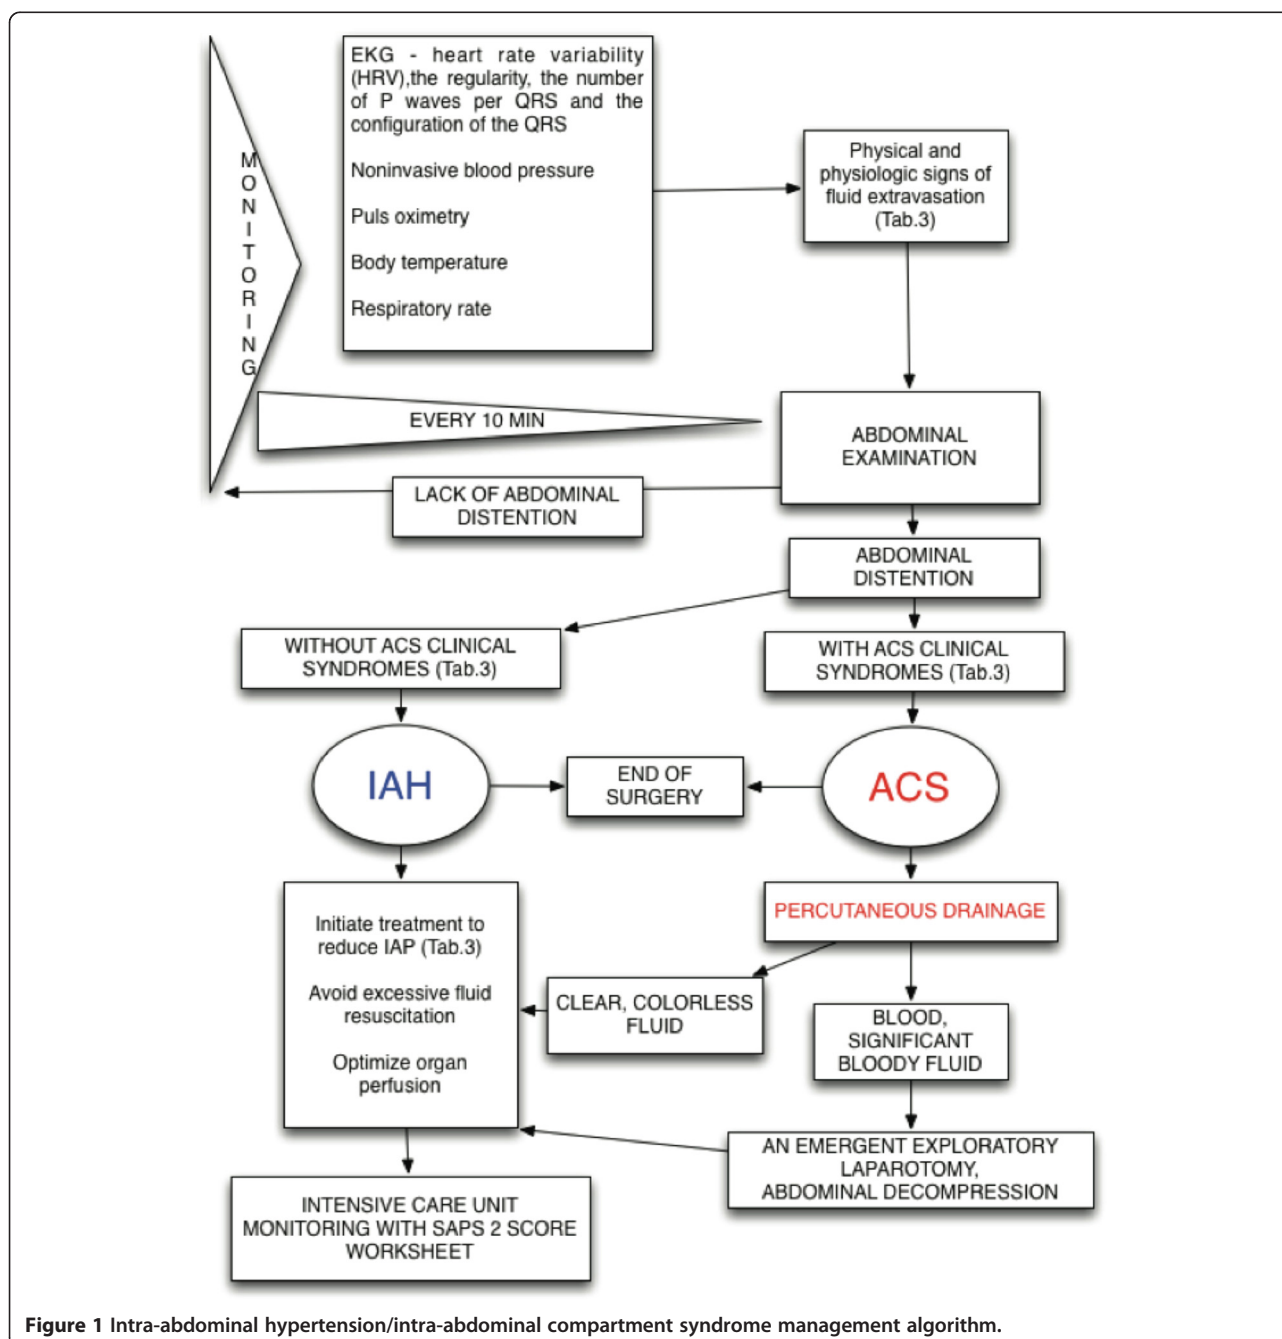 M
O
N
I
T
O
R
I
N
G
EKG - heart rate variability
(HRV),the regularity, the number
of P waves per QRS and the
configuration of the QRS
Noninvasive blood pressure
Puls oximetry
Body temperature
Respiratory rate
Physical and
physiologic signs of
fluid extravasation
(Tab.3)
EVERY 10 MIN
ABDOMINAL
EXAMINATION
LACK OF ABDOMINAL
DISTENTION
ABDOMINAL
DISTENTION
WITHOUT ACS CLINICAL
SYNDROMES (Tab.3)
WITH ACS CLINICAL
SYNDROMES (Tab.3)
IAH
END OF
SURGERY
ACS
Initiate treatment to
reduce IAP (Tab.3)
Avoid excessive fluid
resuscitation
Optimize organ
perfusion
PERCUTANEOUS DRAINAGE
CLEAR, COLORLESS
FLUID
BLOOD,
SIGNIFICANT
BLOODY FLUID
AN EMERGENT EXPLORATORY
LAPAROTOMY,
ABDOMINAL DECOMPRESSION
INTENSIVE CARE UNIT
MONITORING WITH SAPS 2 SCORE
WORKSHEET
Figure 1 Intra-abdominal hypertension/intra-abdominal compartment syndrome management algorithm.